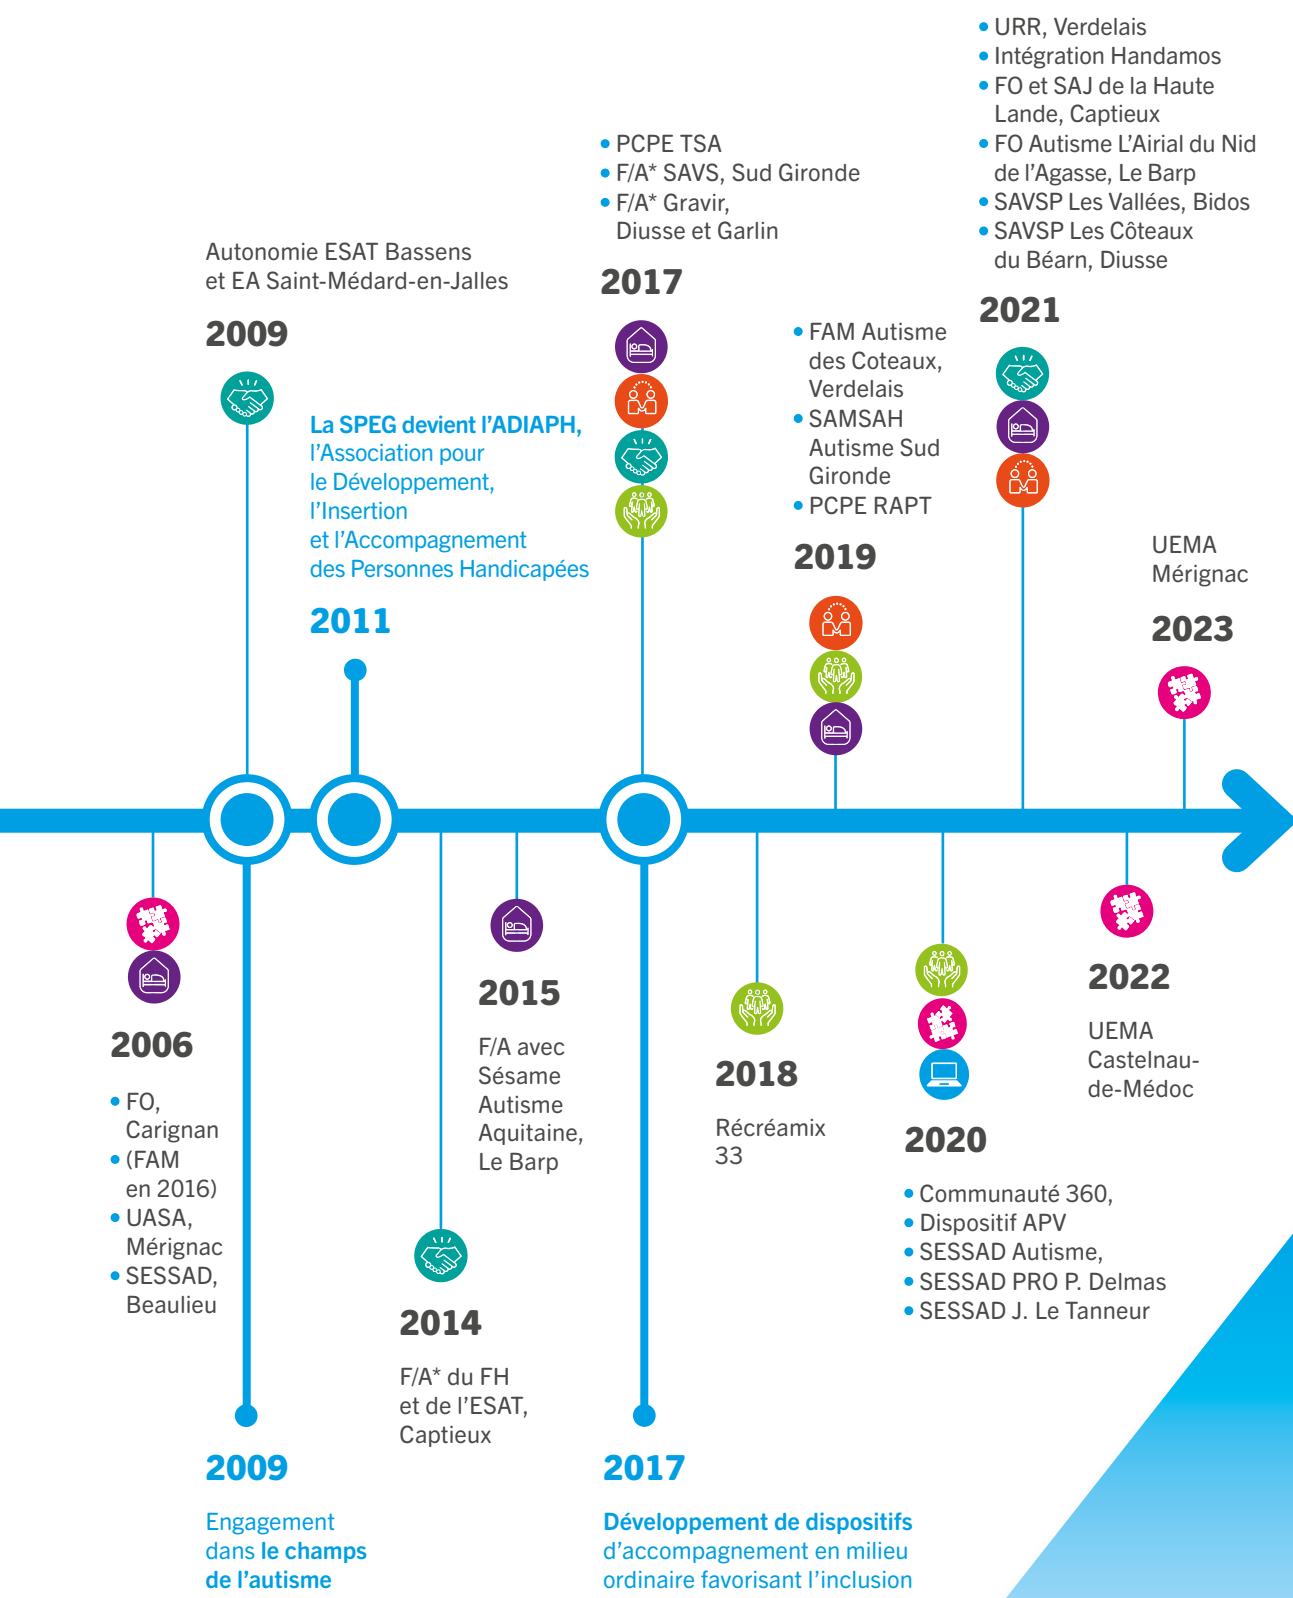 Autonomie ESAT Bassens
et EA Saint-Médard-en-Jalles
2009
La SPEG devient l'ADIAPH,
l'Association pour
le Développement,
l'Insertion
et l'Accompagnement
des Personnes Handicapées
2011
• PCPE TSA
• F/A* SAVS, Sud Gironde
• F/A* Gravir,
Diusse et Garlin
2017
• FAM Autisme
des Coteaux,
Verdelais
• SAMSAH
Autisme Sud
Gironde
• PCPE RAPT
2019
• URR, Verdelais
• Intégration Handamos
• FO et SAJ de la Haute
Lande, Captieux
• FO Autisme L'Airial du Nid
de l'Agasse, Le Barp
• SAVSP Les Vallées, Bidos
• SAVSP Les Côteaux
du Béarn, Diusse
2021
UEMA
Mérignac
2023
2006
• FO,
Carignan
• (FAM
en 2016)
• UASA,
Mérignac
• SESSAD,
Beaulieu
2009
Engagement
dans le champs
de l'autisme
2014
F/A* du FH
et de l'ESAT,
Captieux
2015
F/A avec
Sésame
Autisme
Aquitaine,
Le Barp
2017
Développement de dispositifs
d'accompagnement en milieu
ordinaire favorisant l'inclusion
2018
Récréamix
33
2020
• Communauté 360,
• Dispositif APV
• SESSAD Autisme,
• SESSAD PRO P. Delmas
• SESSAD J. Le Tanneur
2022
UEMA
Castelnau-
de-Médoc